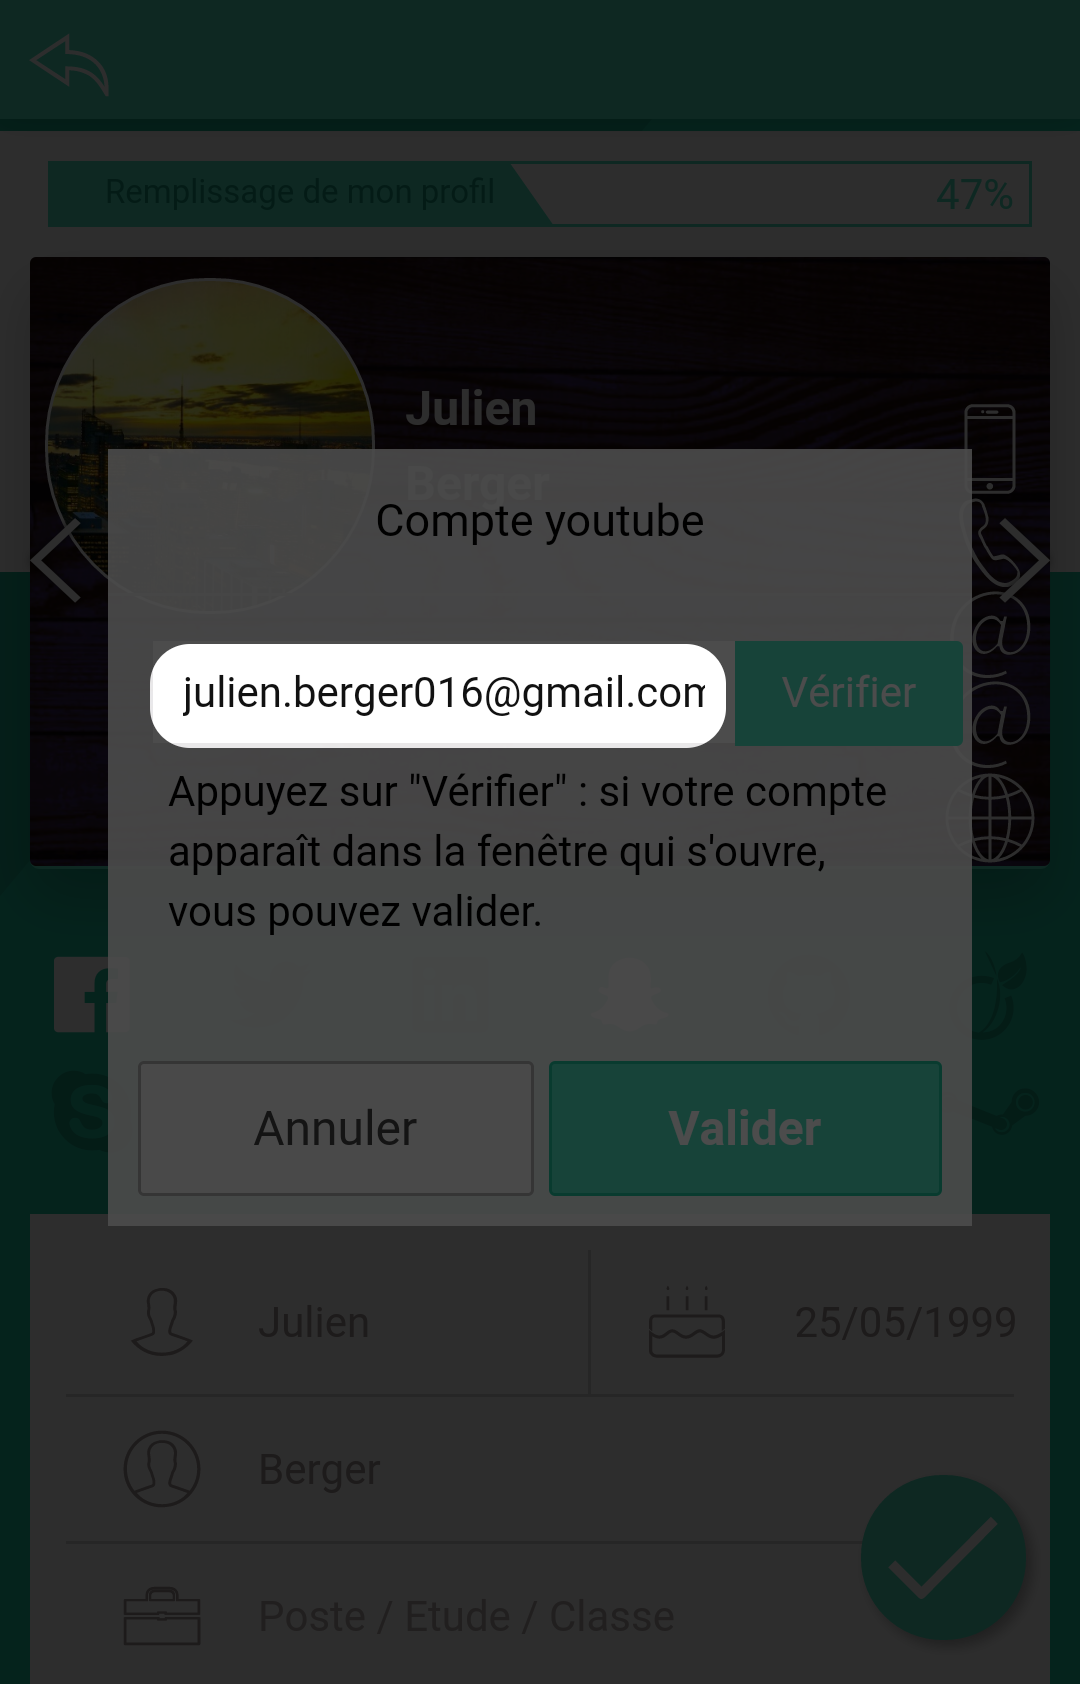 Remplissage de mon profil 47%
Julien
Berger
Compte youtube
julien.berger016@gmail.com
Vérifier
Appuyez sur "Vérifier" : si votre compte
apparaît dans la fenêtre qui s'ouvre,
vous pouvez valider.
Annuler
Valider
Julien
25/05/1999
Berger
Poste / Etude / Classe